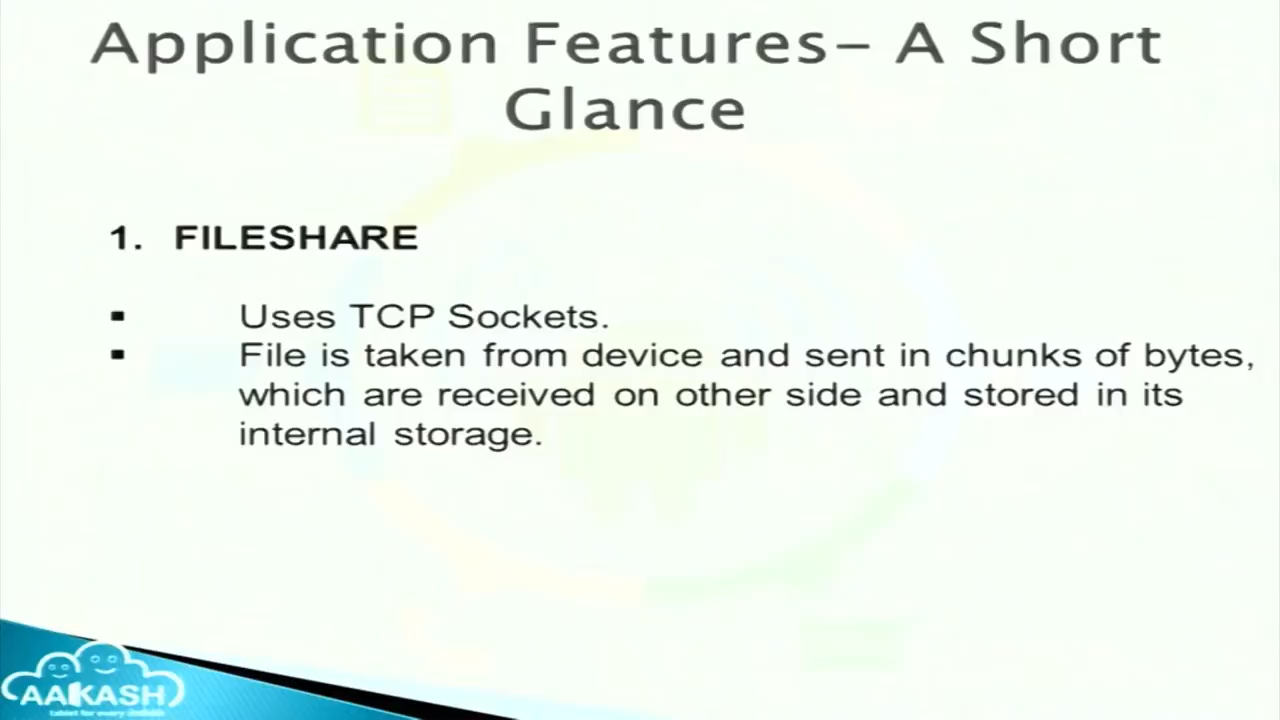 Application Features– A Short
Glance
1. FILESHARE
▪ Uses TCP Sockets.
▪ File is taken from device and sent in chunks of bytes,
which are received on other side and stored in its
internal storage.
AAKASH
tablet for every